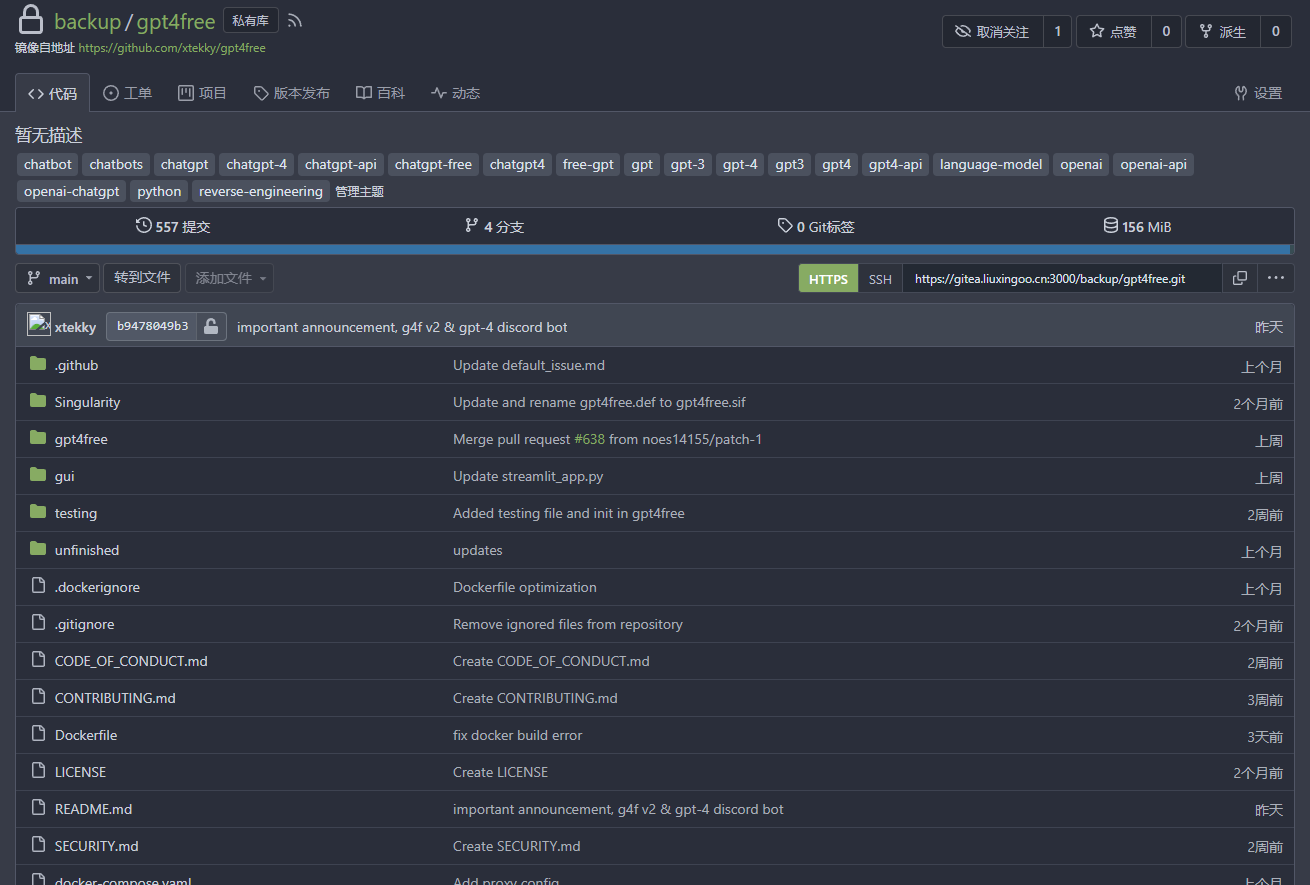 backup/gpt4free 私有库
镜像自地址 https://github.com/xtekky/gpt4free
取消关注 1 点赞 0 派生 0
代码 工单 项目 版本发布 百科 动态 设置
暂无描述
chatbot chatbots chatgpt chatgpt-4 chatgpt-api chatgpt-free chatgpt4 free-gpt gpt gpt-3 gpt-4 gpt3 gpt4 gpt4-api language-model openai openai-api
openai-chatgpt python reverse-engineering 管理主题
557 提交 4 分支 0 Git标签 156 MiB
main 转到文件 添加文件 HTTPS SSH https://gitea.liuxingoo.cn:3000/backup/gpt4free.git
xtekky b9478049b3 important announcement, g4f v2 & gpt-4 discord bot 昨天
.github Update default_issue.md 上个月
Singularity Update and rename gpt4free.def to gpt4free.sif 2个月前
gpt4free Merge pull request #638 from noes14155/patch-1 上周
gui Update streamlit_app.py 上周
testing Added testing file and init in gpt4free 2周前
unfinished updates 上个月
.dockerignore Dockerfile optimization 上个月
.gitignore Remove ignored files from repository 2个月前
CODE_OF_CONDUCT.md Create CODE_OF_CONDUCT.md 2周前
CONTRIBUTING.md Create CONTRIBUTING.md 3周前
Dockerfile fix docker build error 3天前
LICENSE Create LICENSE 2个月前
README.md important announcement, g4f v2 & gpt-4 discord bot 昨天
SECURITY.md Create SECURITY.md 2周前
docker-compose.yaml Add proxy config 上个月